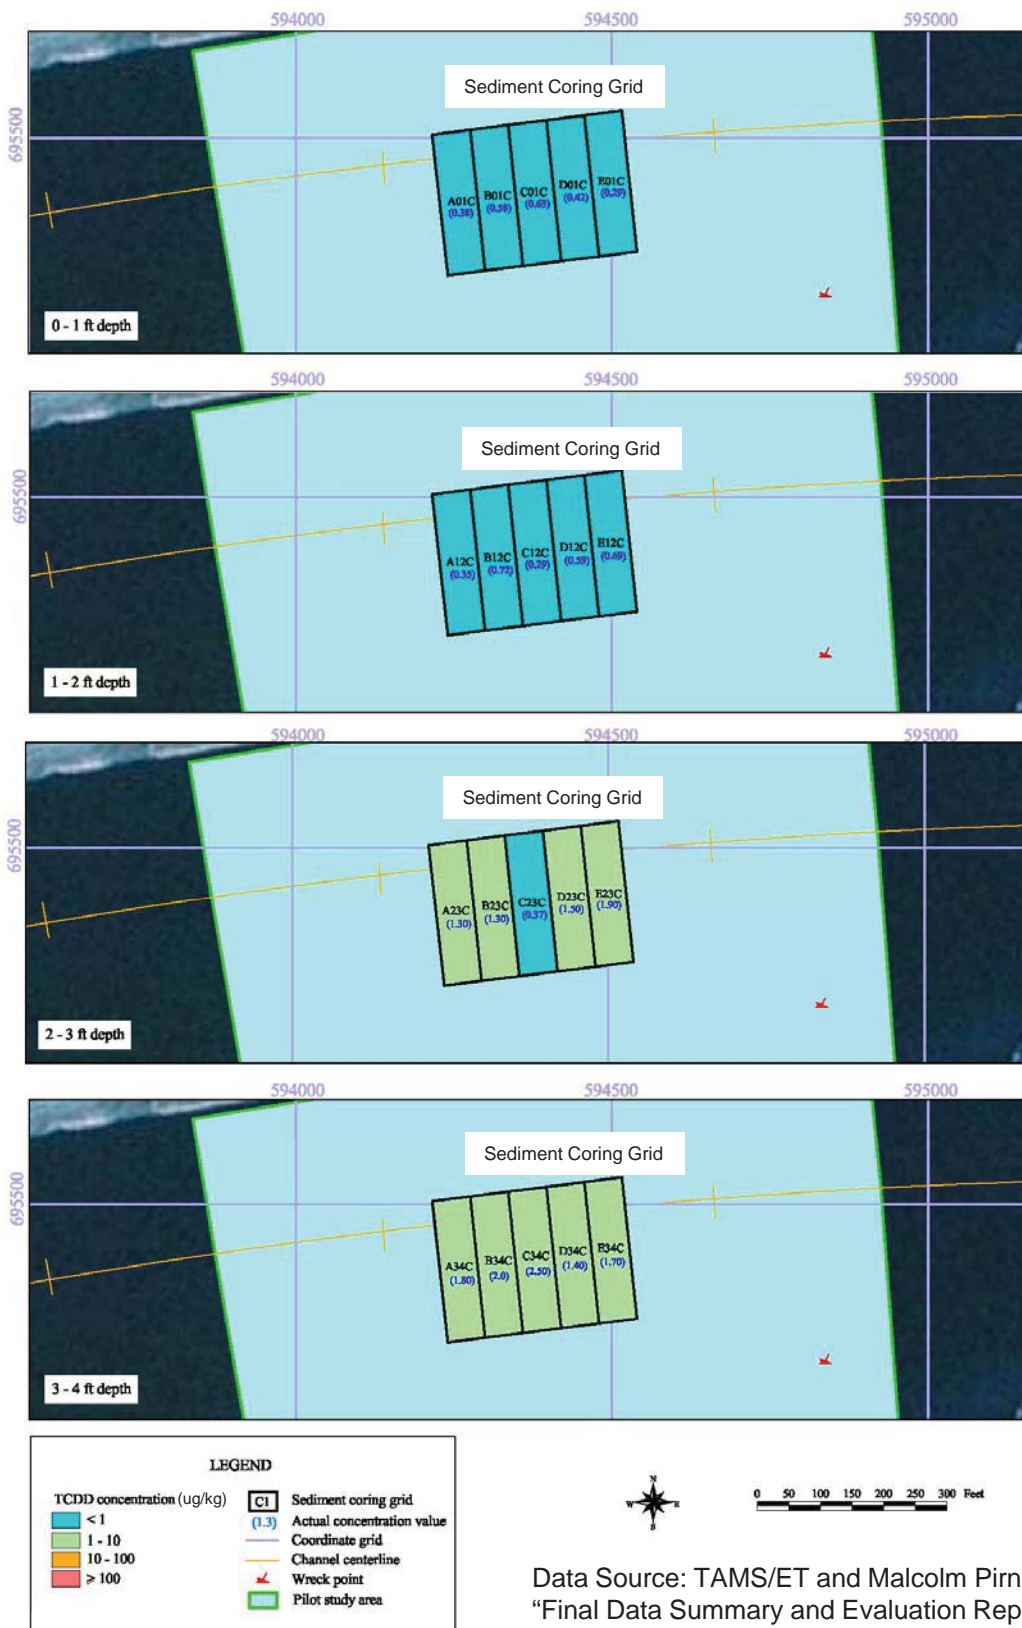 594000 594500 595000
Sediment Coring Grid
695500
A01C B01C C01C D01C E01C
(0.38) (0.58) (0.63) (0.42) (0.29)
0 - 1 ft depth
594000 594500 595000
Sediment Coring Grid
695500
A12C B12C C12C D12C E12C
(0.35) (0.72) (0.29) (0.59) (0.69)
1 - 2 ft depth
594000 594500 595000
Sediment Coring Grid
695500
A23C B23C C23C D23C E23C
(1.30) (1.30) (0.37) (1.50) (1.90)
2 - 3 ft depth
594000 594500 595000
Sediment Coring Grid
695500
A34C B34C C34C D34C E34C
(1.80) (2.0) (2.50) (1.40) (1.70)
3 - 4 ft depth
LEGEND
TCDD concentration (ug/kg)
< 1
1 - 10
10 - 100
≥ 100
C1 Sediment coring grid
(1.3) Actual concentration value
Coordinate grid
Channel centerline
Wreck point
Pilot study area
N
W E
S
0 50 100 150 200 250 300 Feet
Data Source: TAMS/ET and Malcolm Pirn
“Final Data Summary and Evaluation Rep